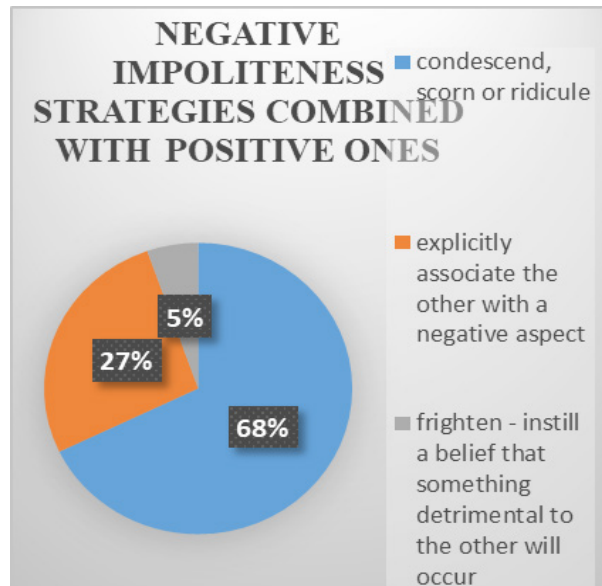 NEGATIVE
IMPOLITENESS
STRATEGIES COMBINED
WITH POSITIVE ONES
condescend,
scorn or ridicule
explicitly
associate the
other with a
negative aspect
frighten - instill
a belief that
something
detrimental to
the other will
occur
5%
27%
68%